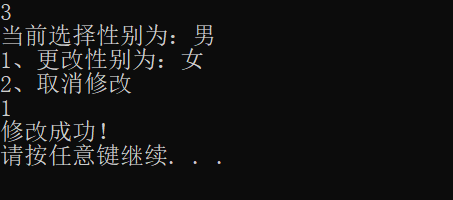 3
当前选择性别为：男
1、更改性别为：女
2、取消修改
1
修改成功！
请按任意键继续. . .